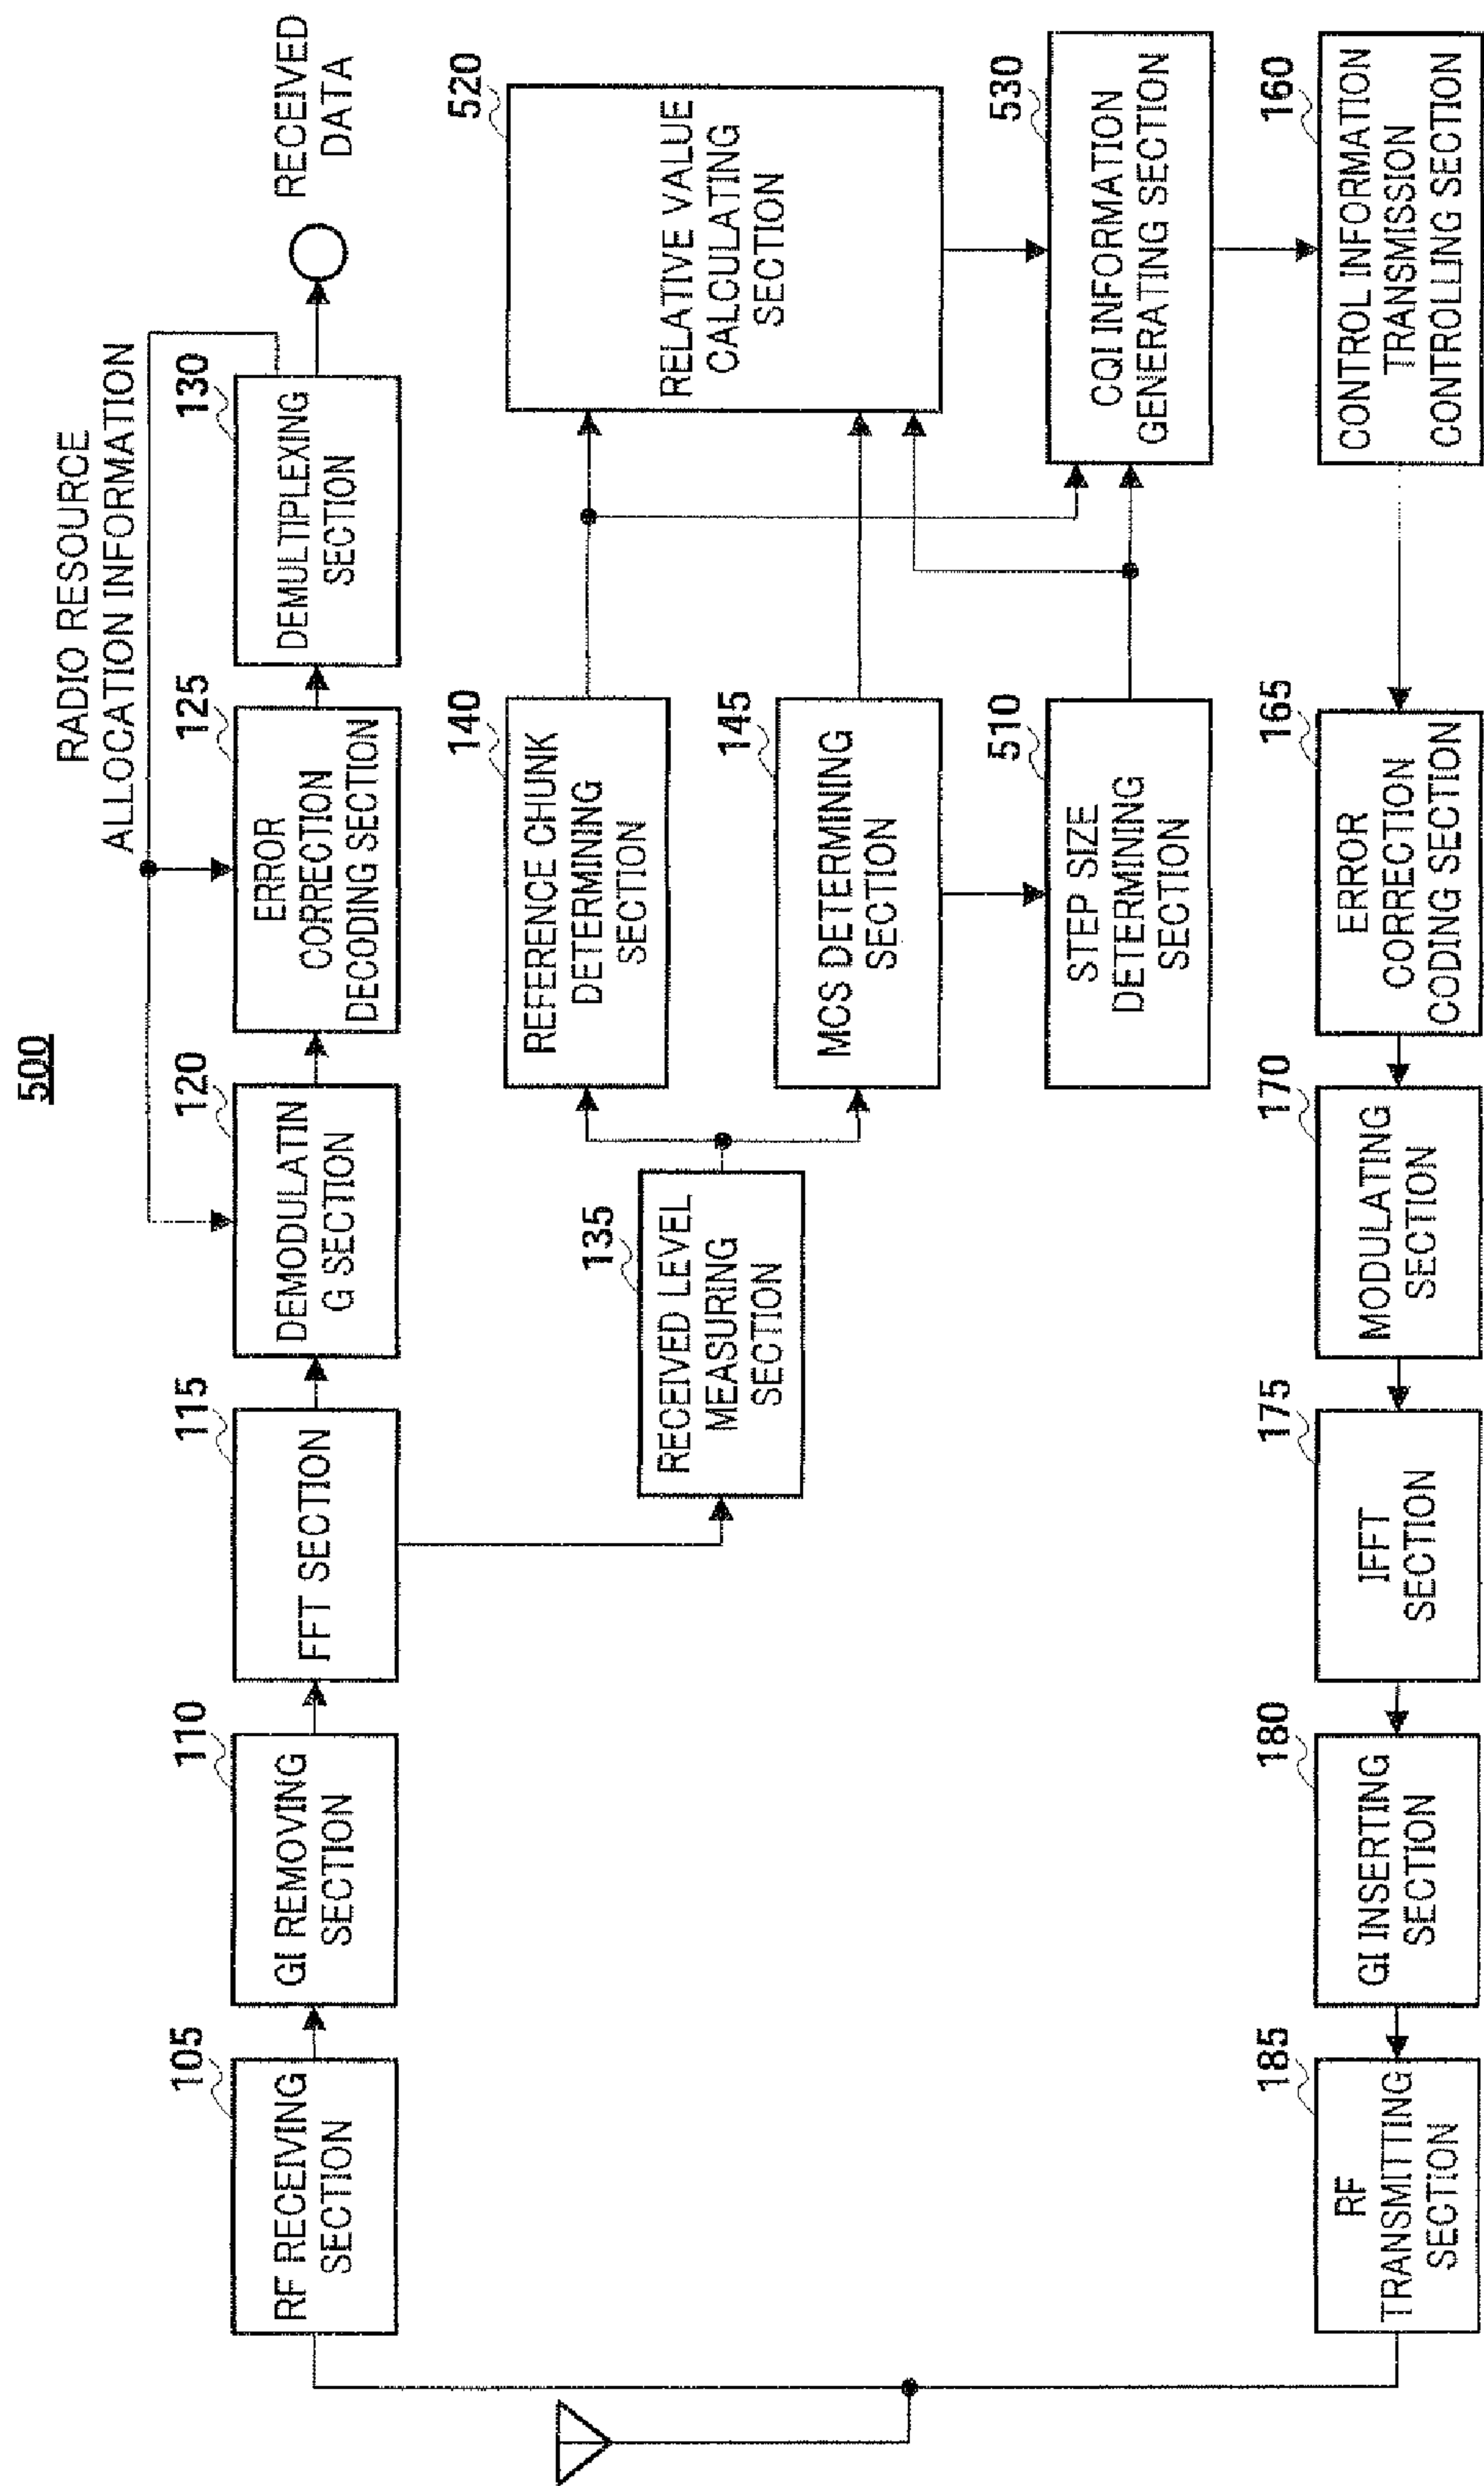 500
RADIO RESOURCE
ALLOCATION INFORMATION
105
RF RECEIVING
SECTION
110
GI REMOVING
SECTION
115
FFT SECTION
120
DEMODULATIN
G SECTION
125
ERROR
CORRECTION
DECODING SECTION
130
DEMULTIPLEXING
SECTION
RECEIVED
DATA
135
RECEIVED LEVEL
MEASURING
SECTION
140
REFERENCE CHUNK
DETERMINING
SECTION
145
MCS DETERMINING
SECTION
510
STEP SIZE
DETERMINING
SECTION
520
RELATIVE VALUE
CALCULATING
SECTION
530
CQI INFORMATION
GENERATING SECTION
160
CONTROL INFORMATION
TRANSMISSION
CONTROLLING SECTION
165
ERROR
CORRECTION
CODING SECTION
170
MODULATING
SECTION
175
IFFT
SECTION
180
GI INSERTING
SECTION
185
RF
TRANSMITTING
SECTION